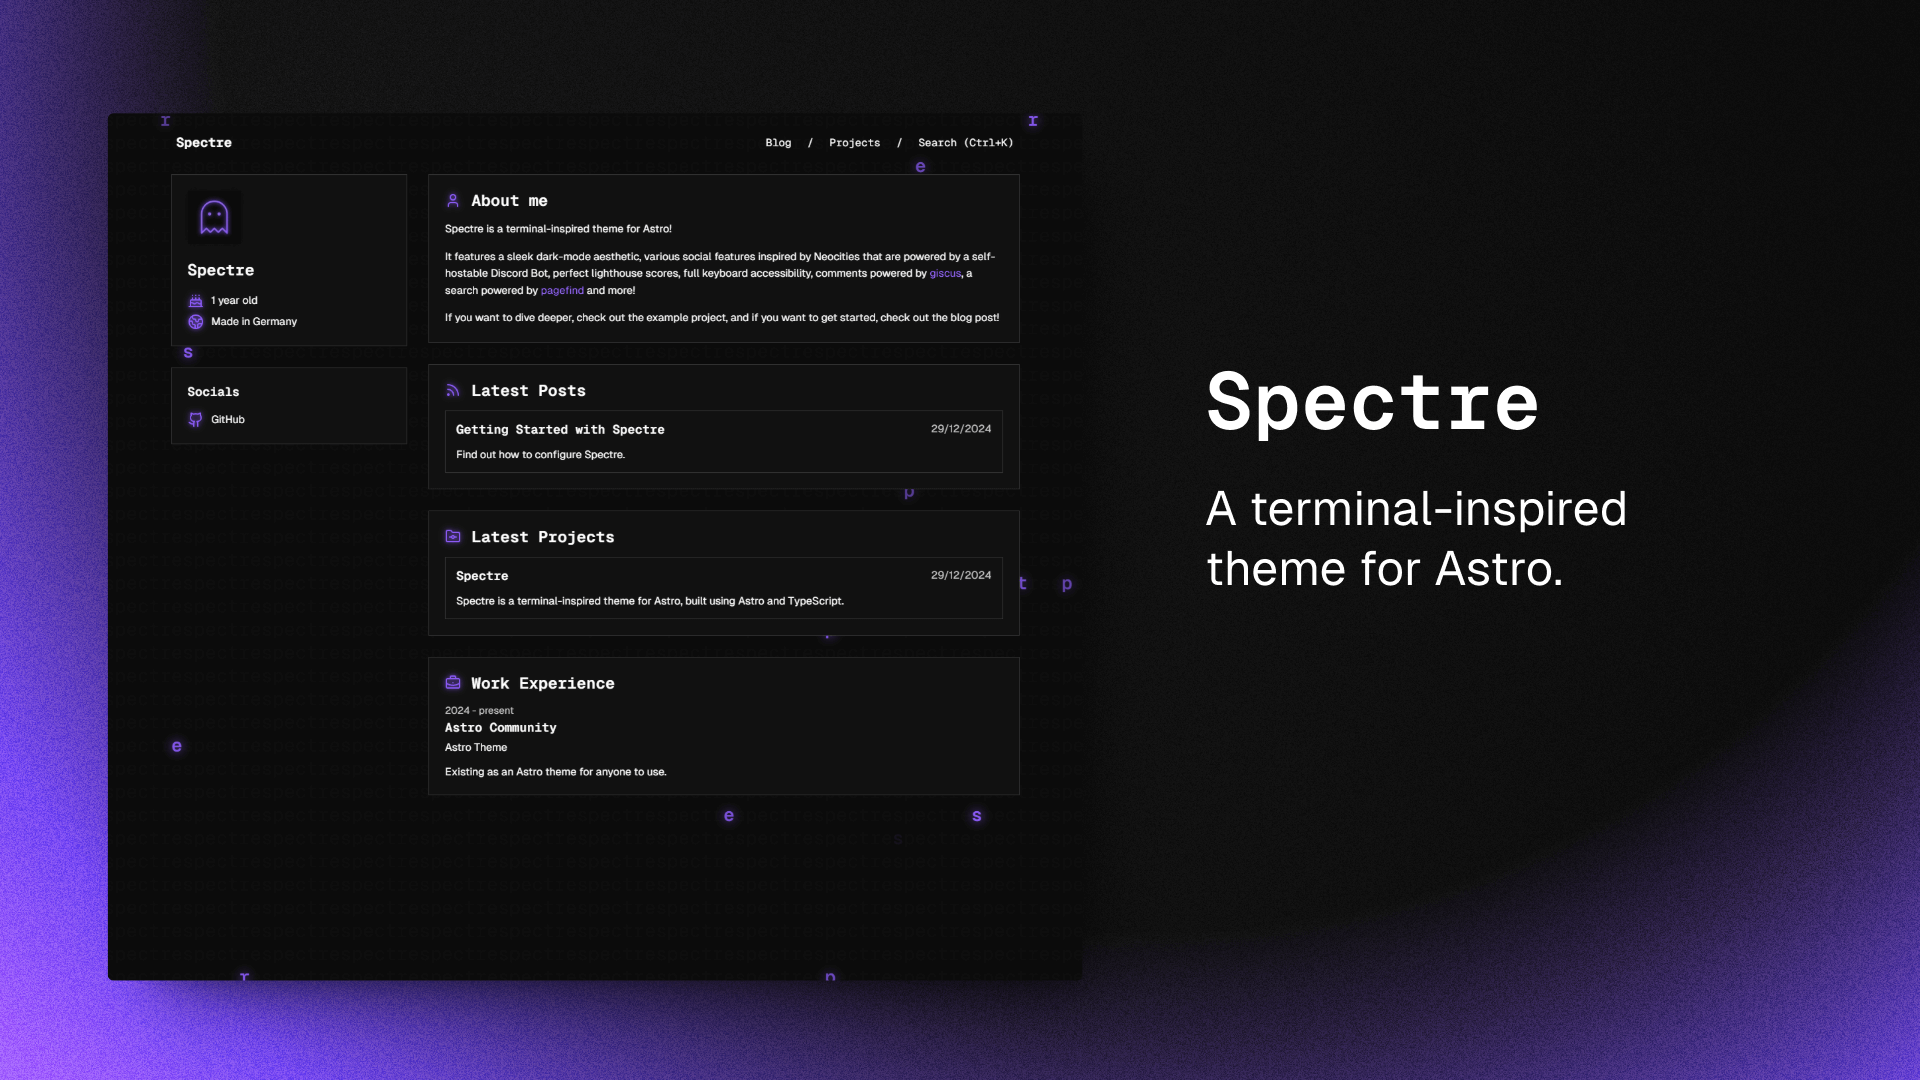 Spectre
Blog / Projects / Search (Ctrl+K)
Spectre
1 year old
Made in Germany
Socials
GitHub
About me
Spectre is a terminal-inspired theme for Astro!
It features a sleek dark-mode aesthetic, various social features inspired by Neocities that are powered by a self-
hostable Discord Bot, perfect lighthouse scores, full keyboard accessibility, comments powered by giscus, a
search powered by pagefind and more!
If you want to dive deeper, check out the example project, and if you want to get started, check out the blog post!
Latest Posts
Getting Started with Spectre 29/12/2024
Find out how to configure Spectre.
Latest Projects
Spectre 29/12/2024
Spectre is a terminal-inspired theme for Astro, built using Astro and TypeScript.
Work Experience
2024 - present
Astro Community
Astro Theme
Existing as an Astro theme for anyone to use.
Spectre
A terminal-inspired
theme for Astro.